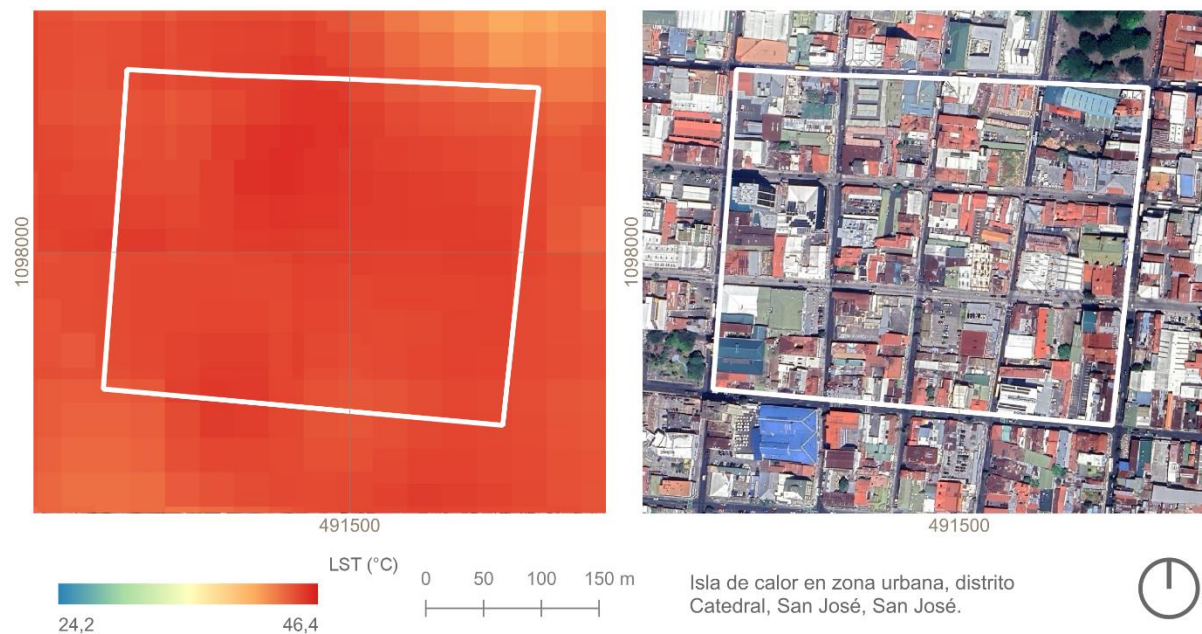 1098000
1098000
491500
491500
LST (°C)
24,2
46,4
0
50
100
150 m
Isla de calor en zona urbana, distrito
Catedral, San José, San José.